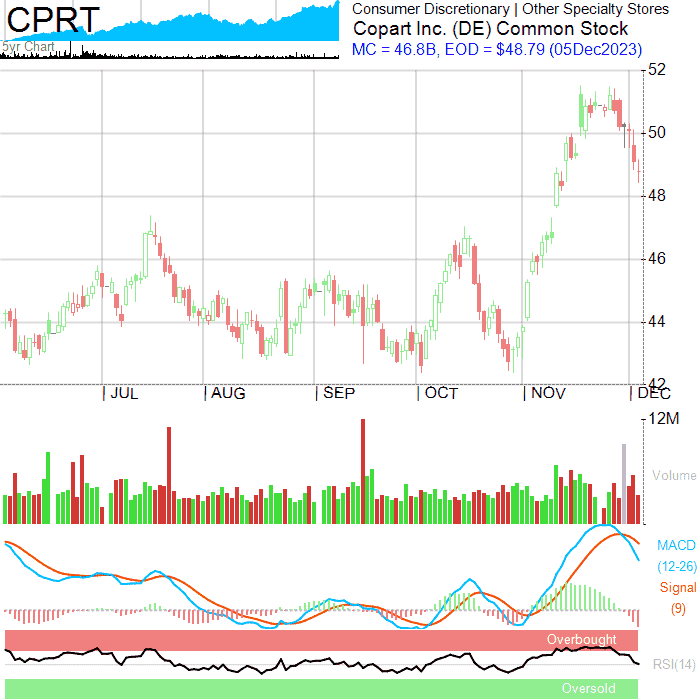 CPRT
5yr Chart
Consumer Discretionary | Other Specialty Stores
Copart Inc. (DE) Common Stock
MC = 46.8B, EOD = $48.79 (05Dec2023)
52
50
48
46
44
42
JUL AUG SEP OCT NOV DEC
12M
Volume
MACD
(12-26)
Signal
(9)
Overbought
RSI(14)
Oversold